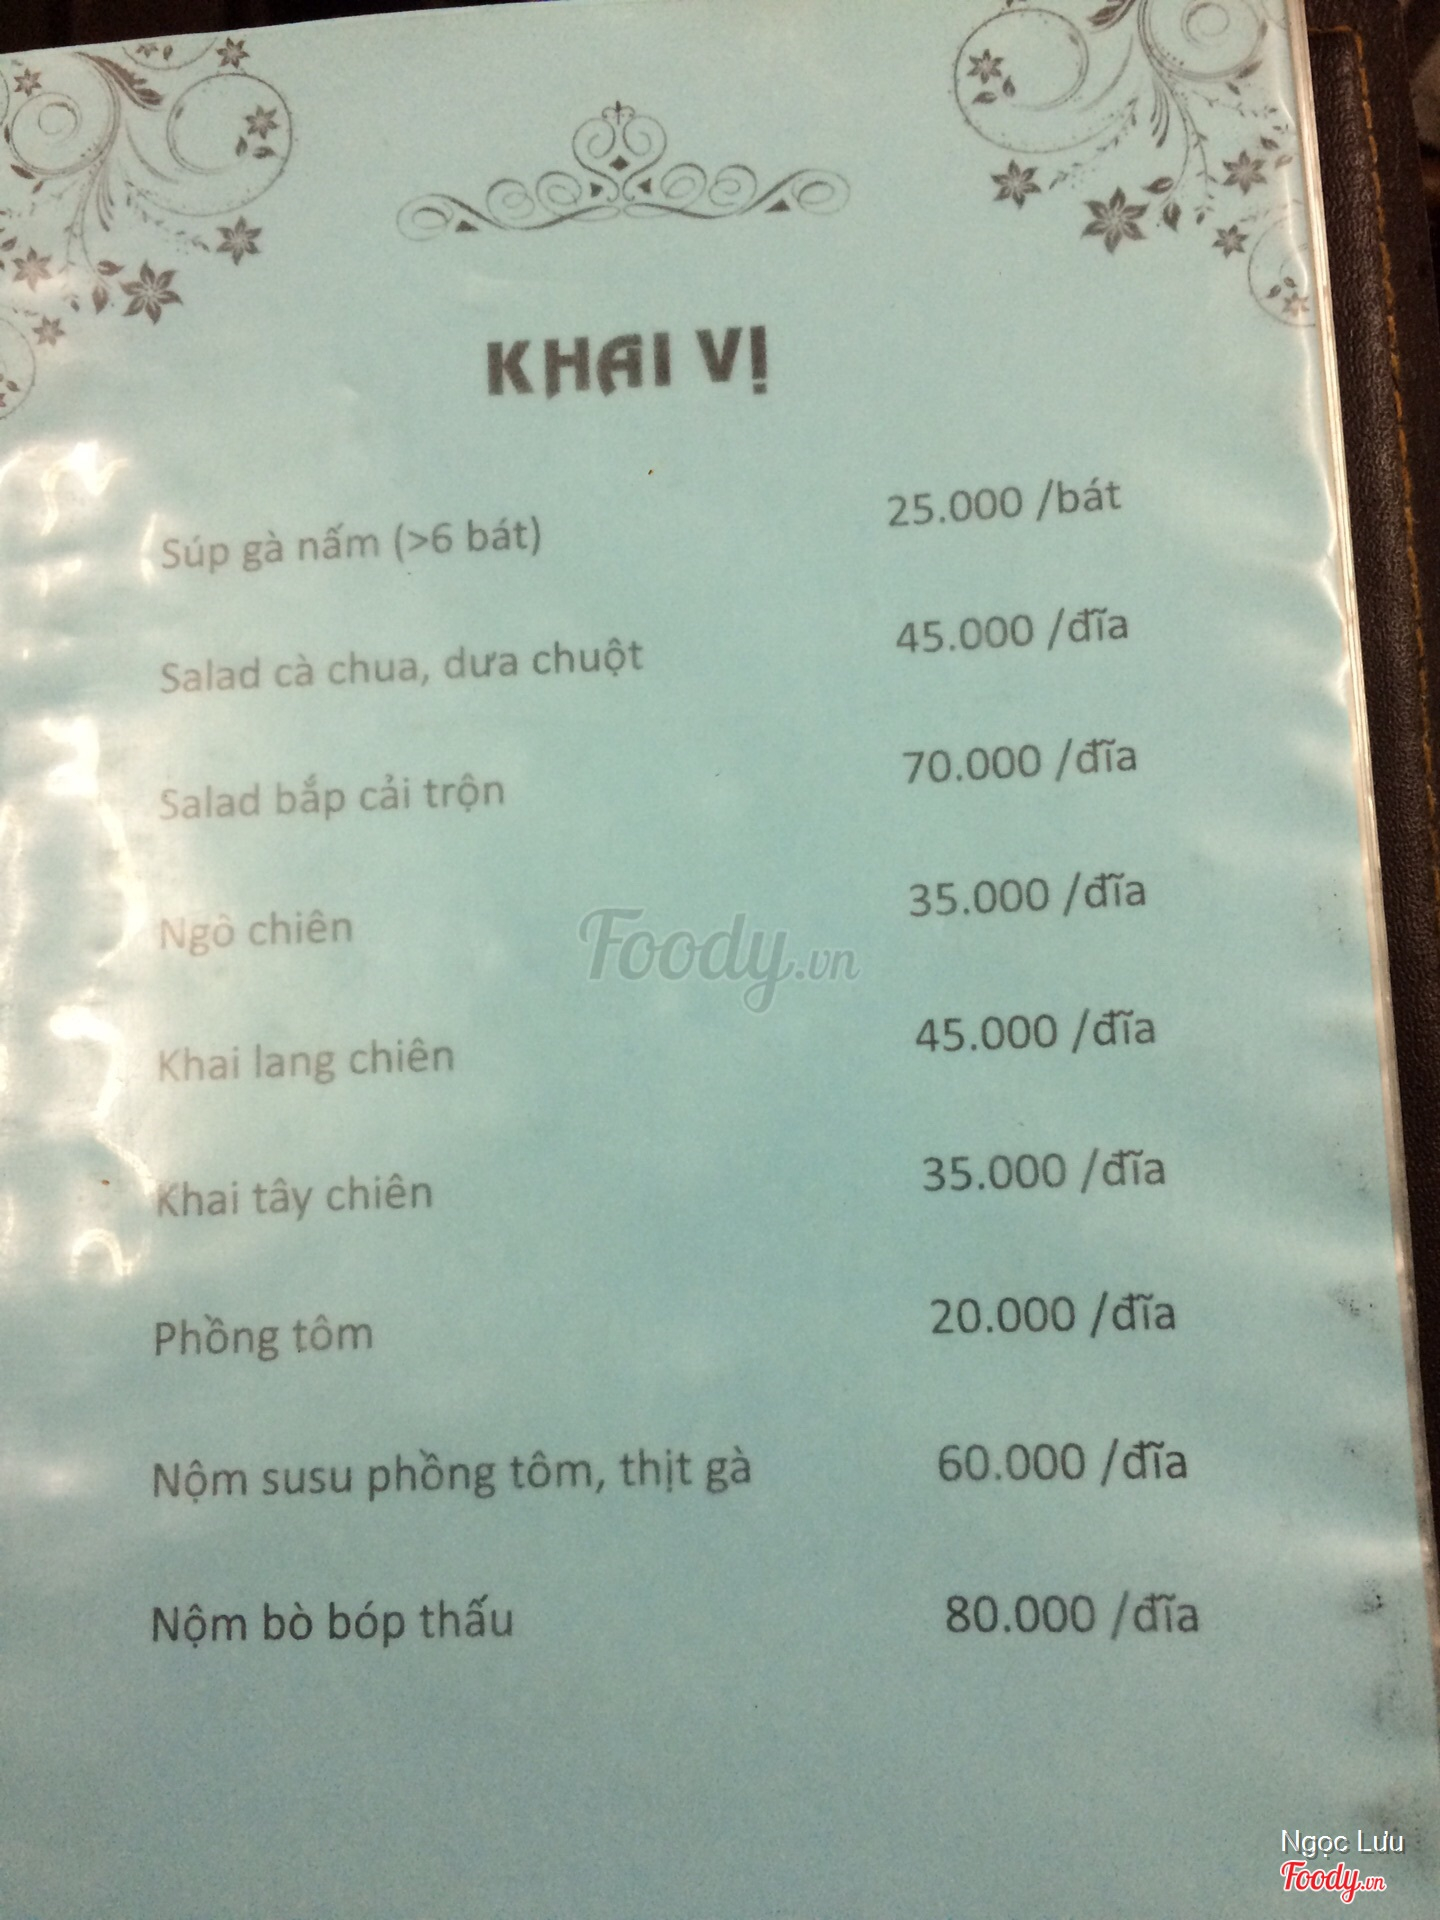 KHAI VỊ
Súp gà nấm (>6 bát) 25.000 /bát
Salad cà chua, dưa chuột 45.000 /đĩa
Salad bắp cải trộn 70.000 /đĩa
Ngô chiên 35.000 /đĩa
Foody.vn
Khai lang chiên 45.000 /đĩa
Khai tây chiên 35.000 /đĩa
Phồng tôm 20.000 /đĩa
Nộm susu phồng tôm, thịt gà 60.000 /đĩa
Nộm bò bóp thấu 80.000 /đĩa
Ngọc Lưu
Foody.vn